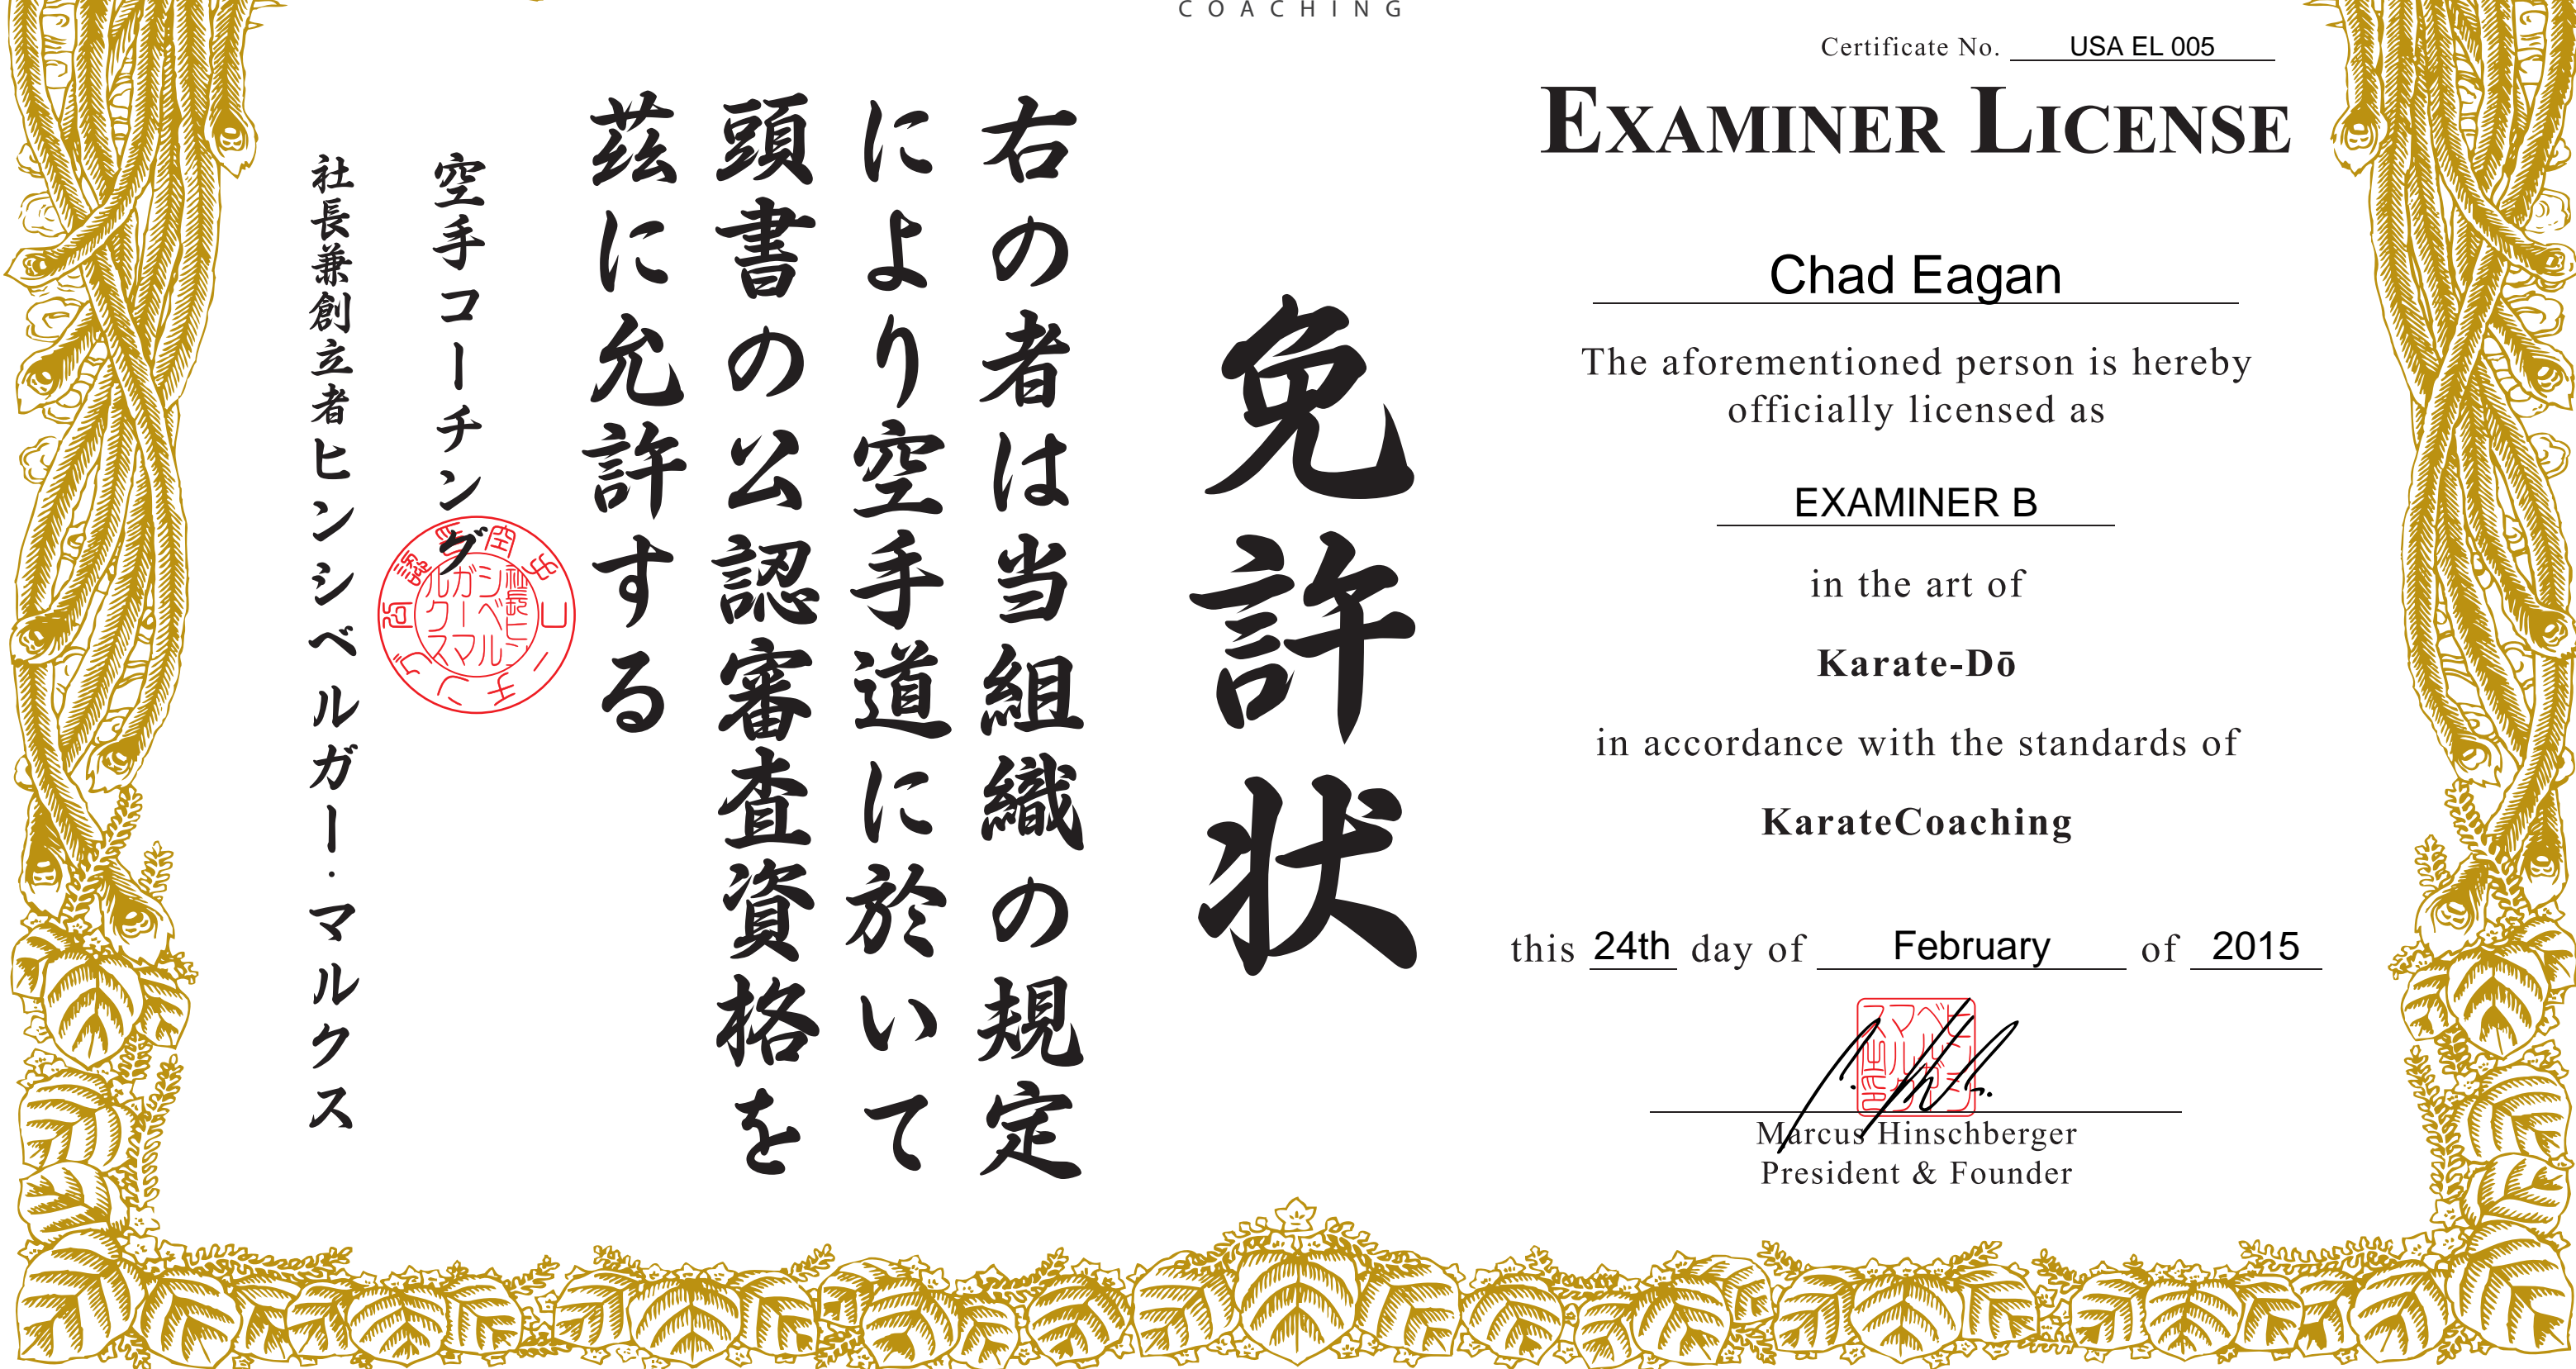 COACHING
Certificate No. USA EL 005
EXAMINER LICENSE
Chad Eagan
The aforementioned person is hereby
officially licensed as
EXAMINER B
in the art of
Karate-Dō
in accordance with the standards of
KarateCoaching
this 24th day of February of 2015
Marcus Hinschberger
President & Founder
免許状
右の者は当組織の規定
により空手道に於いて
頭書の公認審査資格を
茲に允許する
空手コーチング
社長兼創立者ヒンシベルガー・マルクス